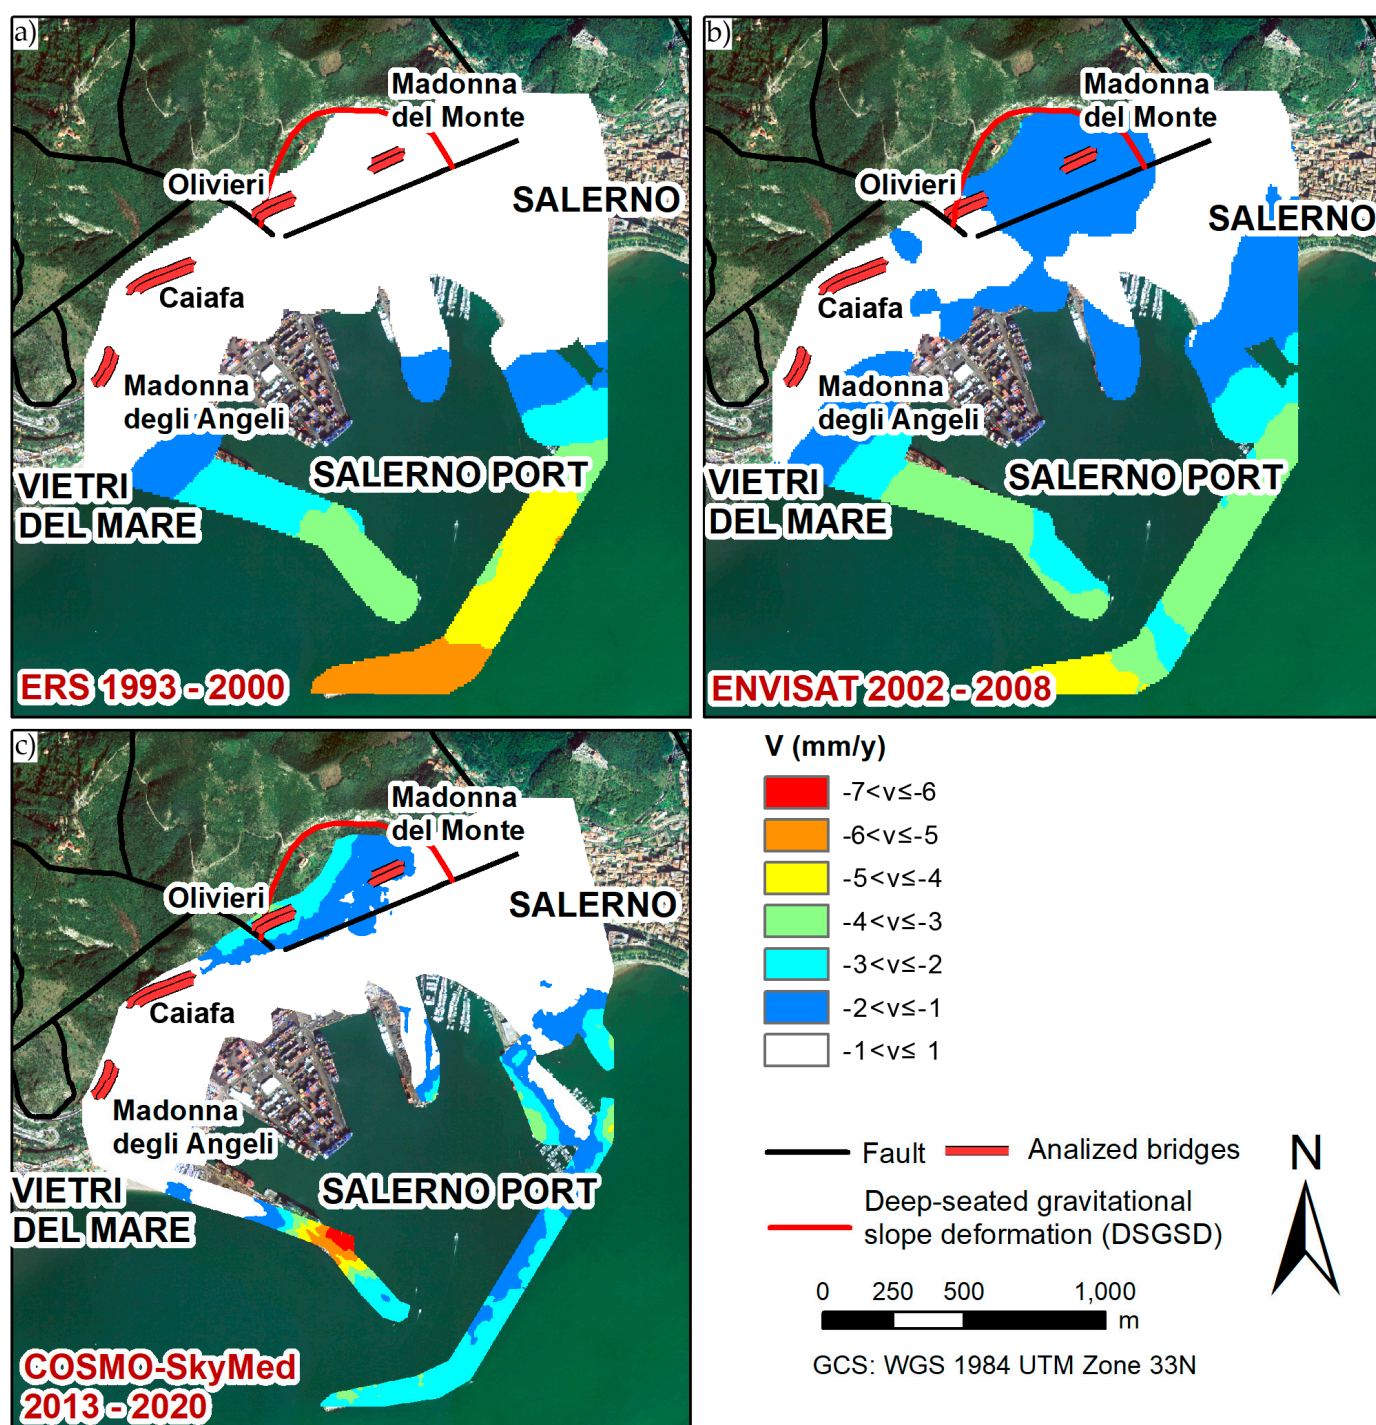 a)
Madonna
del Monte
Olivieri
SALERNO
Caiafa
Madonna
degli Angeli
SALERNO PORT
VIETRI
DEL MARE
ERS 1993 - 2000
b)
Madonna
del Monte
Olivieri
SALERNO
Caiafa
Madonna
degli Angeli
SALERNO PORT
VIETRI
DEL MARE
ENVISAT 2002 - 2008
c)
Madonna
del Monte
Olivieri
SALERNO
Caiafa
Madonna
degli Angeli
SALERNO PORT
VIETRI
DEL MARE
COSMO-SkyMed
2013 - 2020
V (mm/y)
-7<v≤-6
-6<v≤-5
-5<v≤-4
-4<v≤-3
-3<v≤-2
-2<v≤-1
-1<v≤ 1
Fault
Analized bridges
Deep-seated gravitational
slope deformation (DSGSD)
N
0 250 500 1,000
m
GCS: WGS 1984 UTM Zone 33N